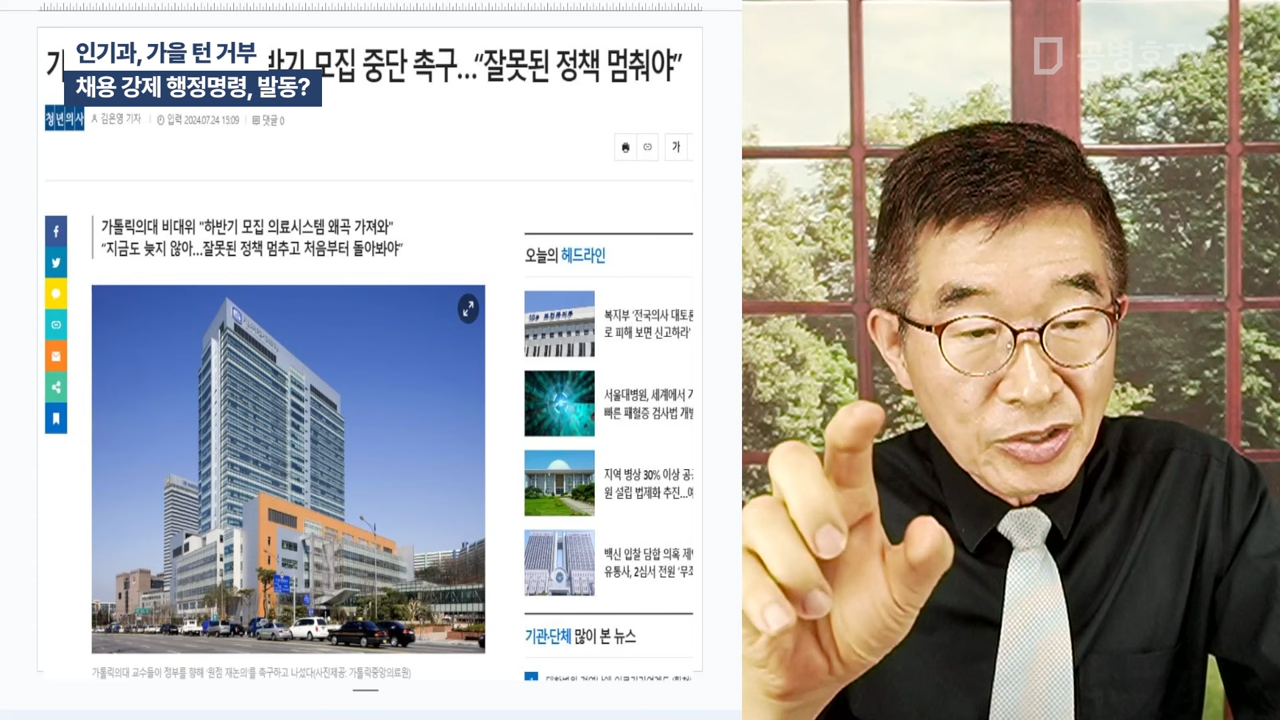 인기과, 가을 턴 거부
채용 강제 행정명령, 발동?
모집 중단 촉구...“잘못된 정책 멈춰야”
공병호TV
청년의사
김은영 기자
입력 2024.07.24 15:09
댓글 0
가
가톨릭의대 비대위 "하반기 모집 의료시스템 왜곡 가져와"
“지금도 늦지 않아...잘못된 정책 멈추고 처음부터 돌아봐야”
오늘의 헤드라인
복지부 ‘전국의사 대토론
로 피해 보면 신고하라’
서울대병원, 세계에서 가
빠른 패혈증 검사법 개발
지역 병상 30% 이상 공공
원 설립 법제화 추진...
백신 입찰 담합 의혹 제
유통사, 2심서 전원 ‘무죄
기관·단체 많이 본 뉴스
가톨릭의대 교수들이 정부를 향해 ‘원점 재논의’를 촉구하고 나섰다(사진제공: 가톨릭중앙의료원)